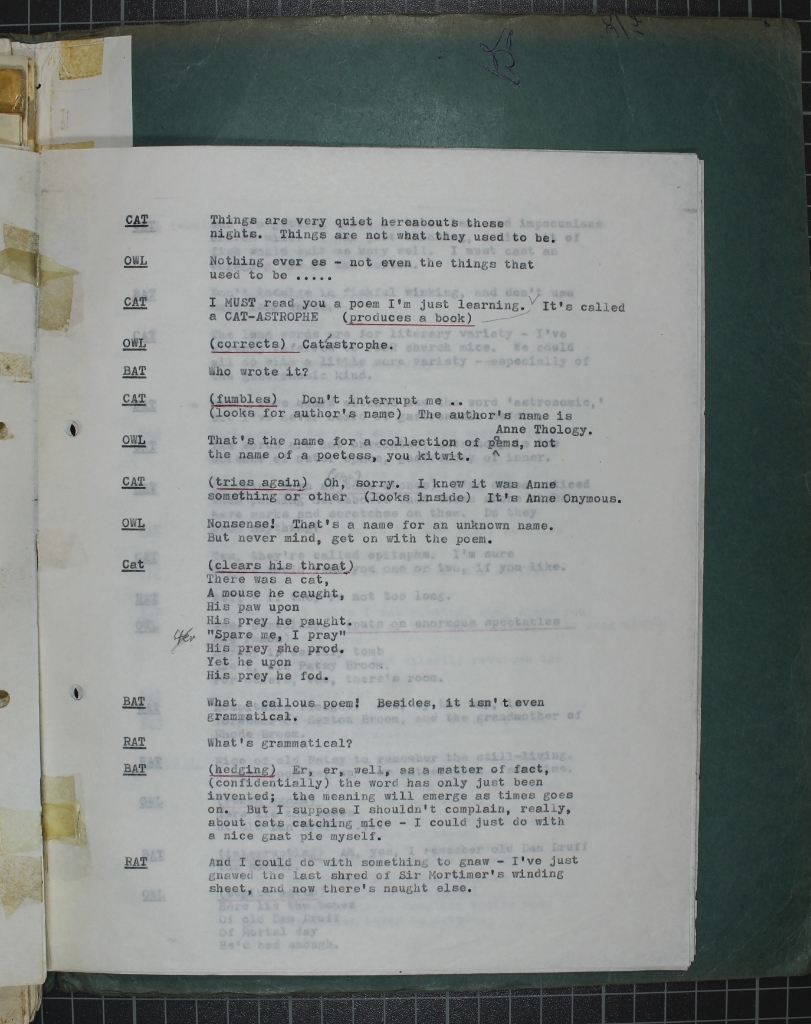 CAT Things are very quiet hereabouts these
nights. Things are not what they used to be.
OWL Nothing ever es - not even the things that
used to be .....
CAT I MUST read you a poem I'm just learning. It's called
a CAT-ASTROPHE (produces a book)
OWL (corrects) Catástrophe.
BAT Who wrote it?
CAT (fumbles) Don't interrupt me ..
(looks for author's name) The author's name is
Anne Thology.
OWL That's the name for a collection of poems, not
the name of a poetess, you kitwit.
CAT (tries again) Oh, sorry. I knew it was Anne
something or other (looks inside) It's Anne Onymous.
OWL Nonsense! That's a name for an unknown name.
But never mind, get on with the poem.
Cat (clears his throat)
There was a cat,
A mouse he caught,
His paw upon
His prey he paught.
"Spare me, I pray"
His prey she prod.
Yet he upon
His prey he fod.
BAT What a callous poem! Besides, it isn't even
grammatical.
RAT What's grammatical?
BAT (hedging) Er, er, well, as a matter of fact,
(confidentially) the word has only just been
invented; the meaning will emerge as times goes
on. But I suppose I shouldn't complain, really,
about cats catching mice - I could just do with
a nice gnat pie myself.
RAT And I could do with something to gnaw - I've just
gnawed the last shred of Sir Mortimer's winding
sheet, and now there's naught else.